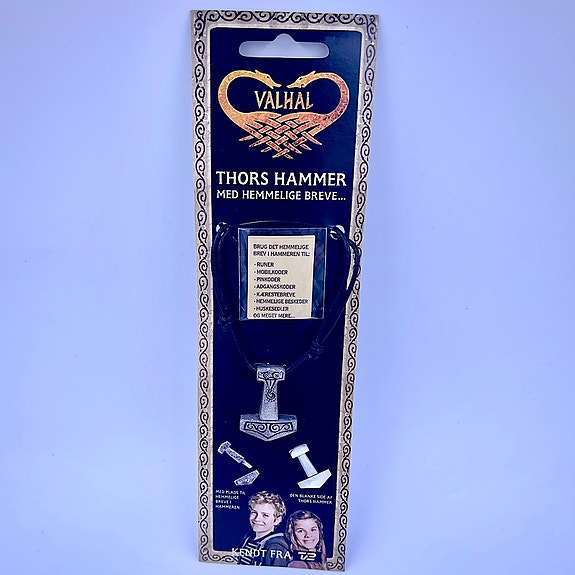 VALHAL
THORS HAMMER
MED HEMMELIGE BREVE...
BRUG DET HEMMELIGE
BREV I HAMMEREN TIL:
- RUNER
- MOBILKODER
- PINKODER
- ADGANGSKODER
- KÆRESTEBREVE
- HEMMELIGE BESKEDER
- HUSKESEDLER
OG MEGET MERE...
MED PLADS TIL
HEMMELIGE
BREVE I
HAMMEREN
DEN BLANKE SIDE AF
THORS HAMMER
KENDT FRA TV2